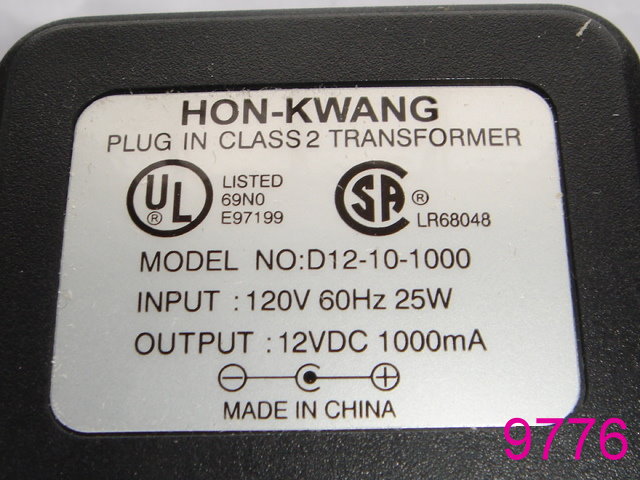 HON-KWANG
PLUG IN CLASS 2 TRANSFORMER
UL ®
LISTED
69N0
E97199
SA ®
LR68048
MODEL NO:D12-10-1000
INPUT : 120V 60Hz 25W
OUTPUT : 12VDC 1000mA
MADE IN CHINA
9776